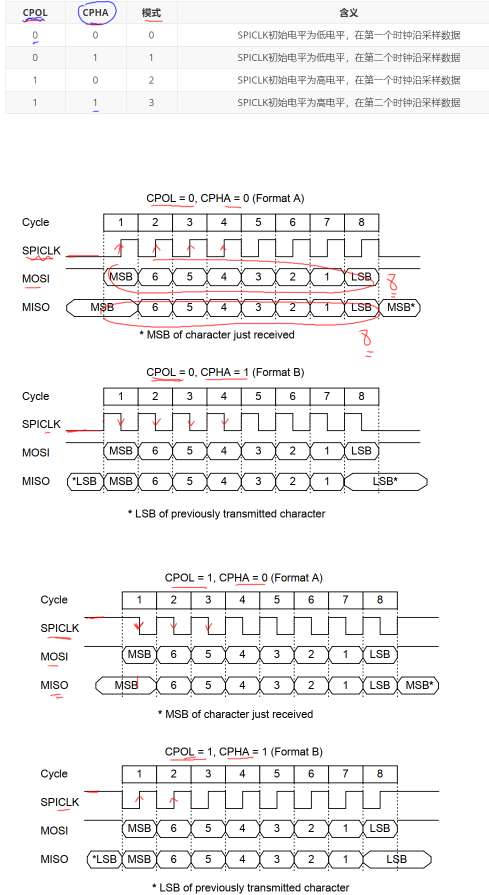 CPOL CPHA 模式 含义
0 0 0 SPICLK初始电平为低电平，在第一个时钟沿采样数据
0 1 1 SPICLK初始电平为低电平，在第二个时钟沿采样数据
1 0 2 SPICLK初始电平为高电平，在第一个时钟沿采样数据
1 1 3 SPICLK初始电平为高电平，在第二个时钟沿采样数据
CPOL = 0, CPHA = 0 (Format A)
Cycle 1 2 3 4 5 6 7 8
SPICLK
MOSI MSB 6 5 4 3 2 1 LSB 8
MISO MSB 6 5 4 3 2 1 LSB MSB*
* MSB of character just received 8
CPOL = 0, CPHA = 1 (Format B)
Cycle 1 2 3 4 5 6 7 8
SPICLK
MOSI MSB 6 5 4 3 2 1 LSB
MISO *LSB MSB 6 5 4 3 2 1 LSB*
* LSB of previously transmitted character
CPOL = 1, CPHA = 0 (Format A)
Cycle 1 2 3 4 5 6 7 8
SPICLK
MOSI MSB 6 5 4 3 2 1 LSB
MISO MSB 6 5 4 3 2 1 LSB MSB*
* MSB of character just received
CPOL = 1, CPHA = 1 (Format B)
Cycle 1 2 3 4 5 6 7 8
SPICLK
MOSI MSB 6 5 4 3 2 1 LSB
MISO *LSB MSB 6 5 4 3 2 1 LSB
* LSB of previously transmitted character